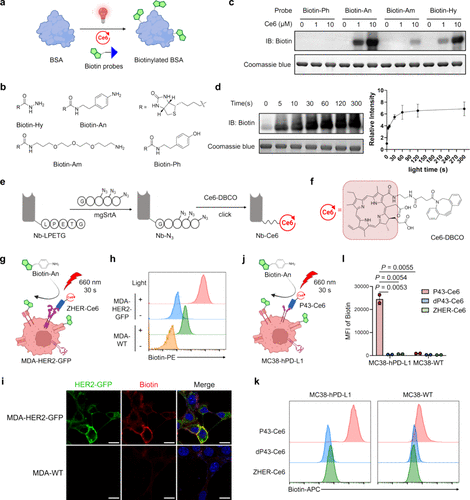 a
Ce6
Ce6
BSA
Biotin probes
Biotinylated BSA
b
Biotin-Hy
Biotin-An
R =
Biotin-Am
Biotin-Ph
c
Probe Biotin-Ph Biotin-An Biotin-Am Biotin-Hy
Ce6 (μM) 0 1 10 0 1 10 0 1 10 0 1 10
IB: Biotin
Coomassie blue
d
Time(s) 0 5 10 30 60 120 300
IB: Biotin
Coomassie blue
Relative Intensity
light time (s)
e
LPETG
Nb-LPETG
mgSrtA
Nb-N₃
Ce6-DBCO
click
Ce6
Nb-Ce6
f
Ce6
Ce6-DBCO
g
Biotin-An
660 nm
30 s
ZHER-Ce6
MDA-HER2-GFP
h
Light
MDA-HER2-GFP
+
-
MDA-WT
+
-
Biotin-PE
j
Biotin-An
660 nm
30 s
P43-Ce6
MC38-hPD-L1
l
P = 0.0055
P = 0.0054
P = 0.0053
P43-Ce6
dP43-Ce6
ZHER-Ce6
MFI of Biotin
30000
20000
10000
0
MC38-hPD-L1 MC38-WT
i
HER2-GFP Biotin Merge
MDA-HER2-GFP
MDA-WT
k
MC38-hPD-L1 MC38-WT
P43-Ce6
dP43-Ce6
ZHER-Ce6
Biotin-APC